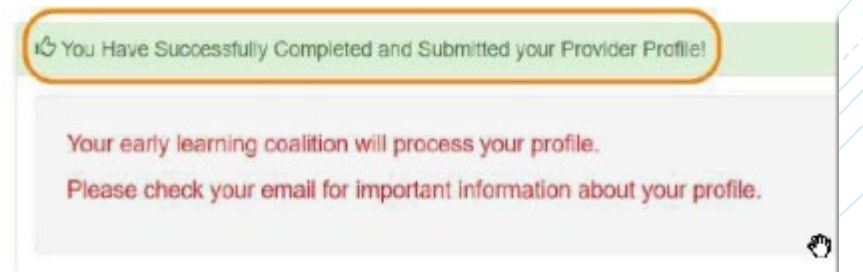 You Have Successfully Completed and Submitted your Provider Profile!
Your early learning coalition will process your profile.
Please check your email for important information about your profile.